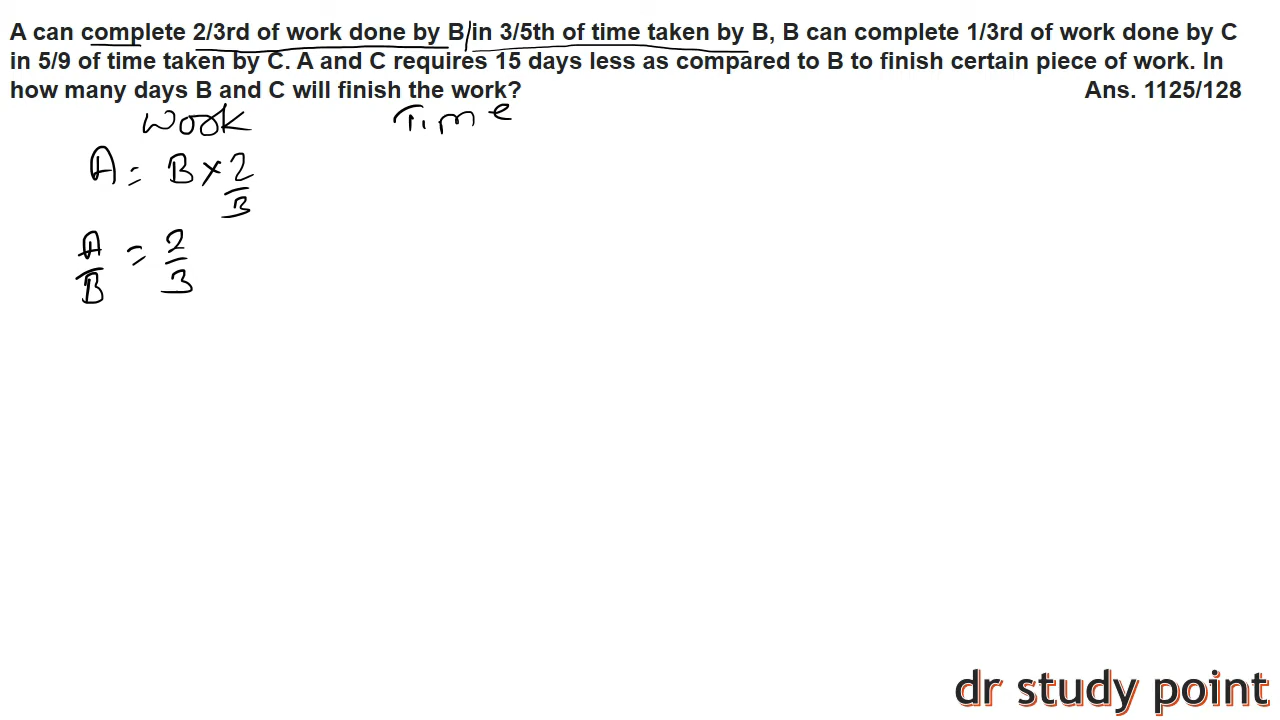 A can complete 2/3rd of work done by B/in 3/5th of time taken by B, B can complete 1/3rd of work done by C
in 5/9 of time taken by C. A and C requires 15 days less as compared to B to finish certain piece of work. In
how many days B and C will finish the work? Ans. 1125/128
Work Time
A = B × 2/3
A/B = 2/3
dr study point